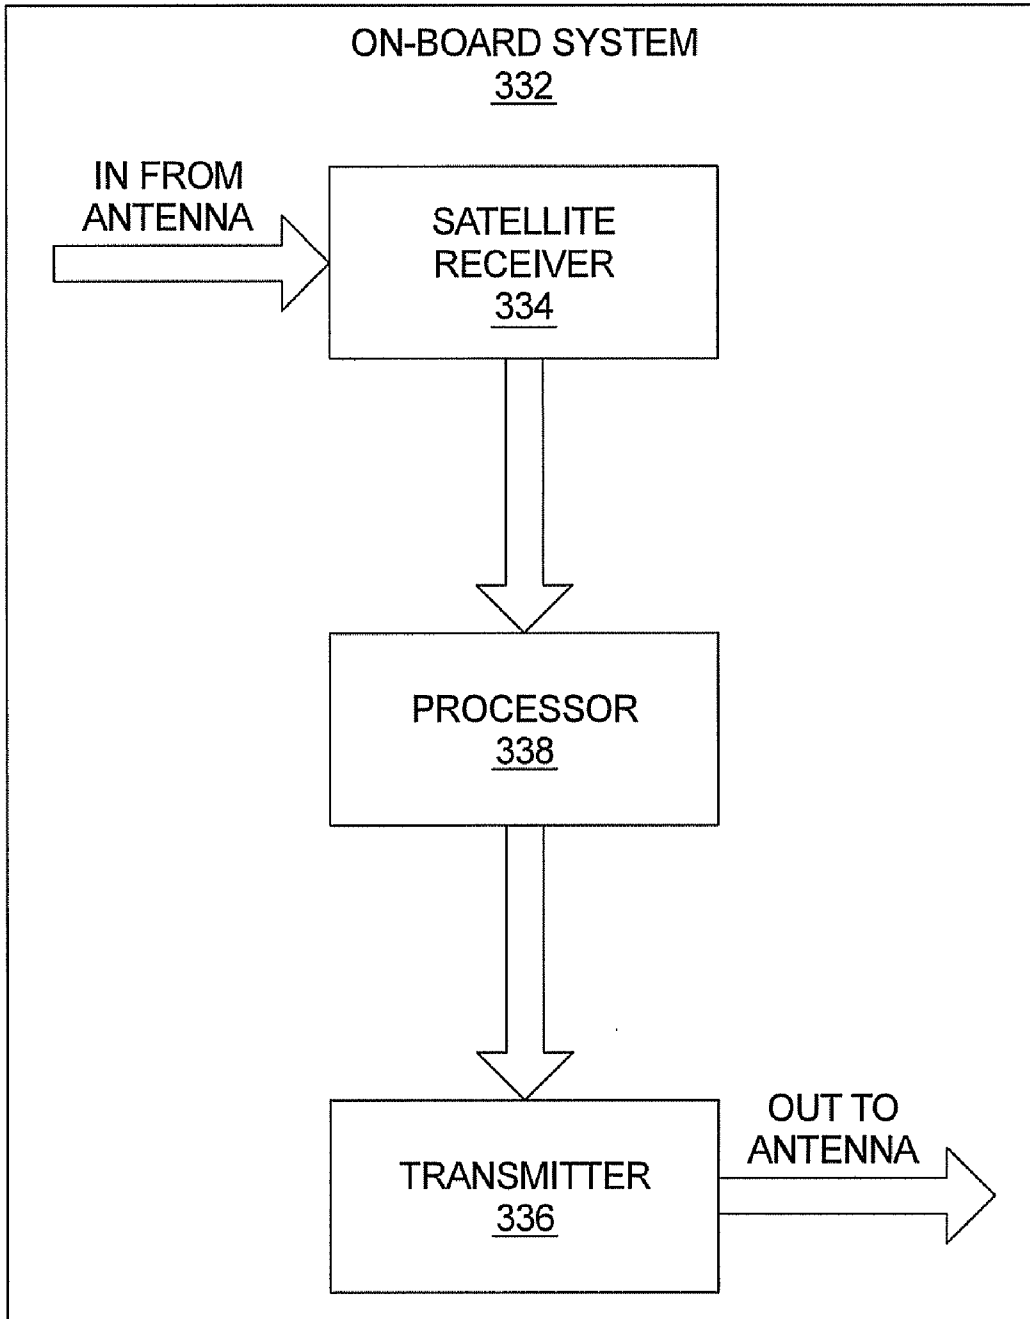 ON-BOARD SYSTEM
332
IN FROM
ANTENNA
SATELLITE
RECEIVER
334
PROCESSOR
338
OUT TO
ANTENNA
TRANSMITTER
336